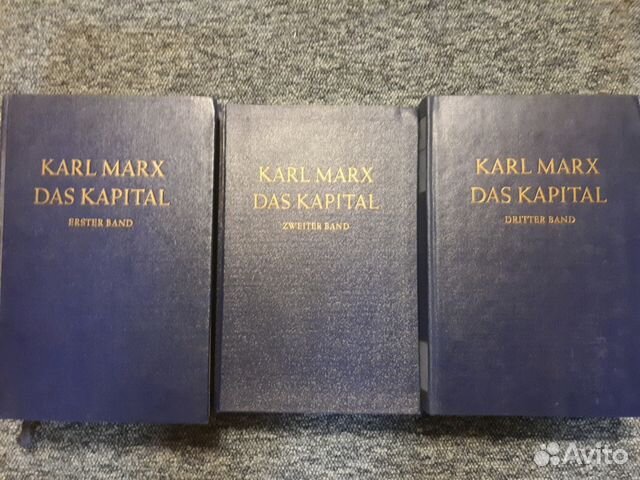 KARL MARX
DAS KAPITAL
ERSTER BAND
KARL MARX
DAS KAPITAL
ZWEITER BAND
KARL MARX
DAS KAPITAL
DRITTER BAND
Avito